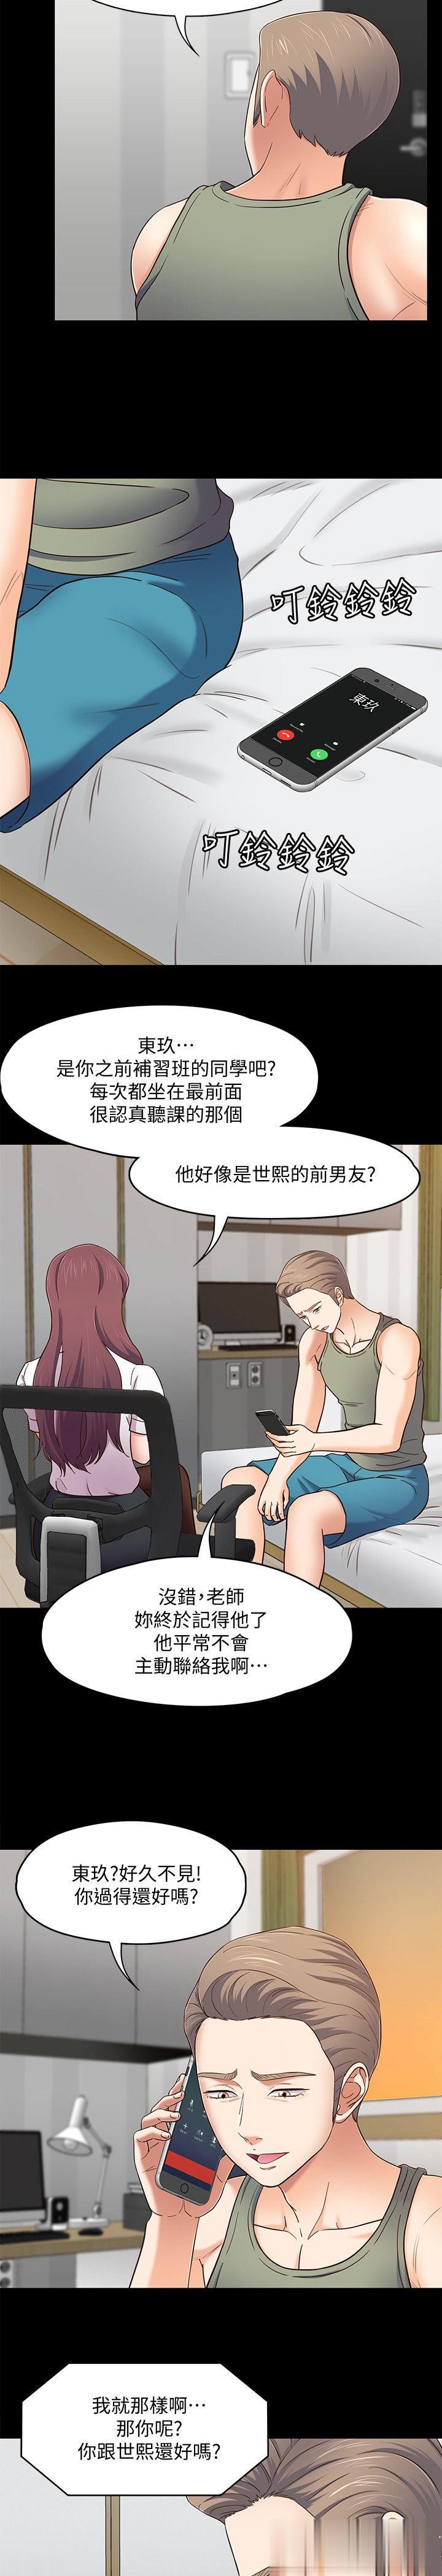 叮鈴鈴鈴
東玖
叮鈴鈴鈴
東玖…
是你之前補習班的同學吧?
每次都坐在最前面
很認真聽課的那個
他好像是世熙的前男友?
沒錯,老師
妳終於記得他了
他平常不會
主動聯絡我啊…
東玖?好久不見!
你過得還好嗎?
我就那樣啊…
那你呢?
你跟世熙還好嗎?